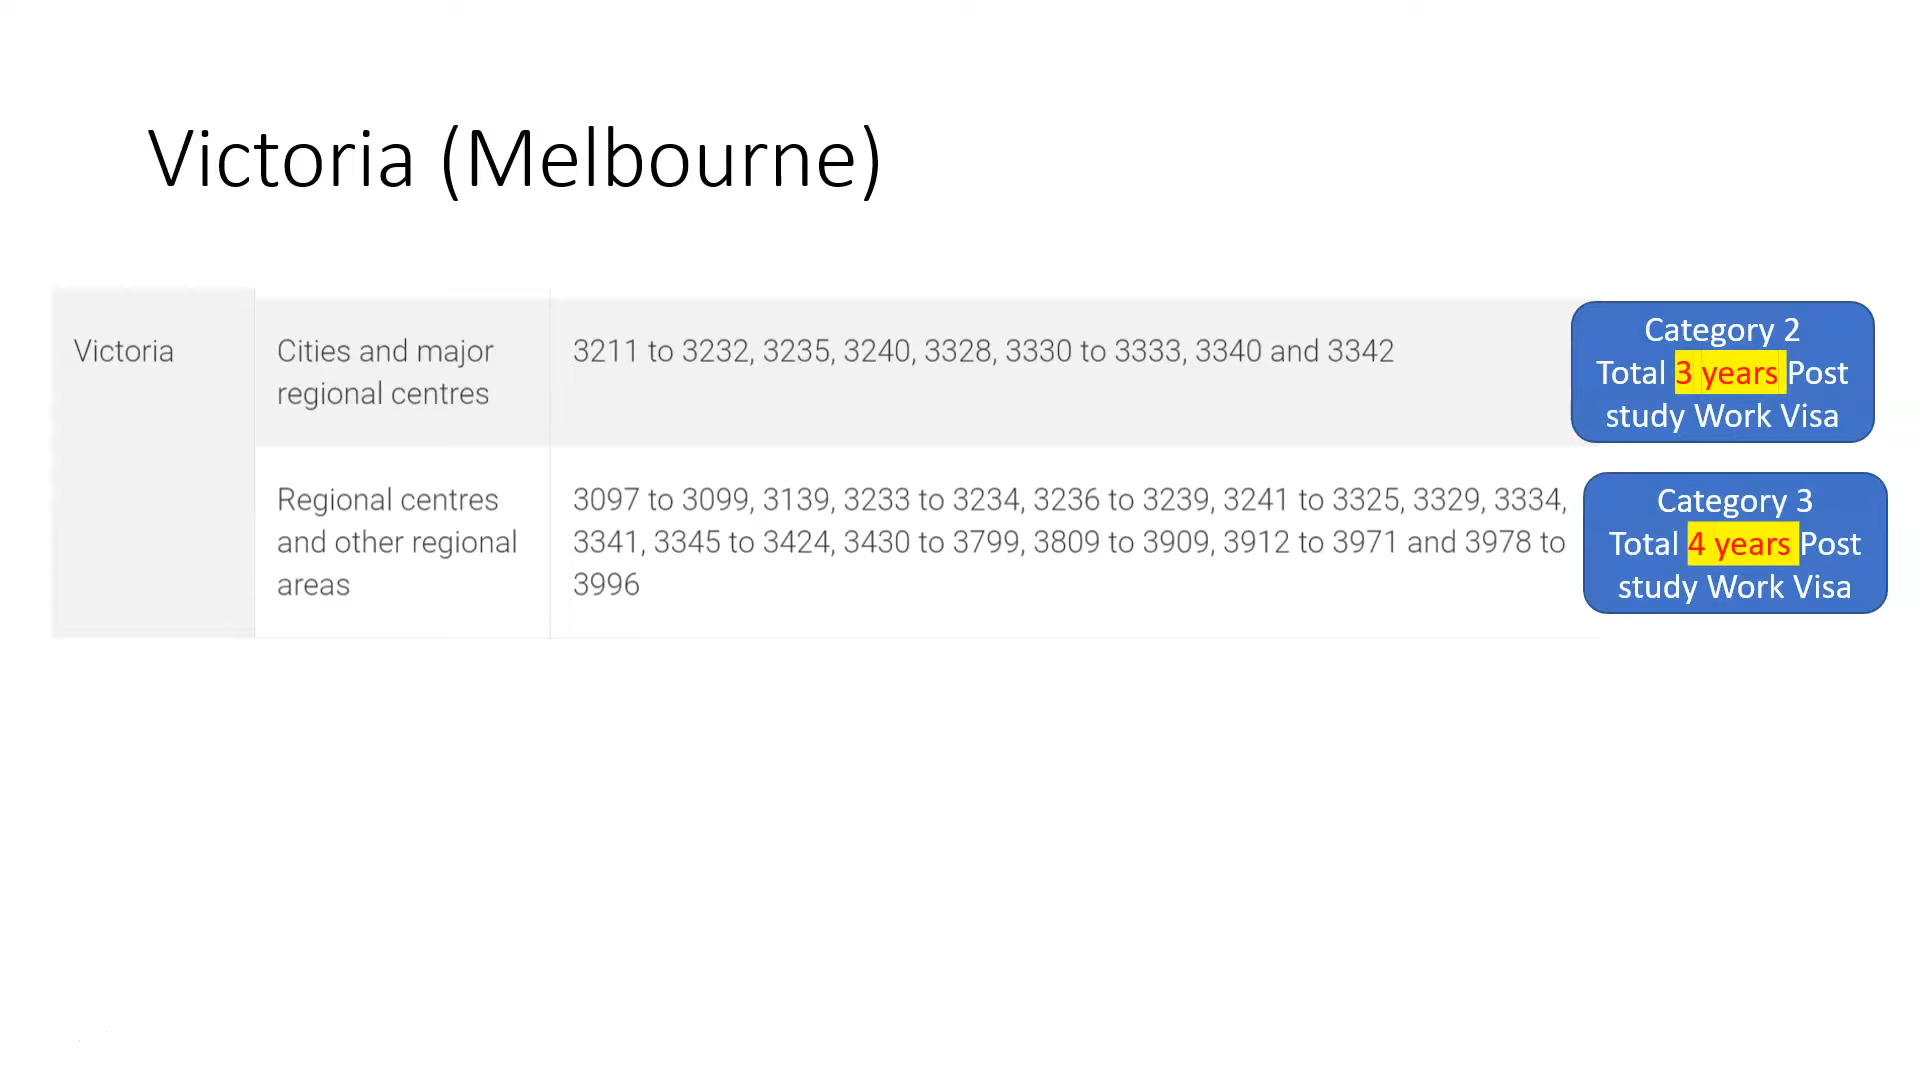 Victoria (Melbourne)
Victoria
Cities and major
regional centres
3211 to 3232, 3235, 3240, 3328, 3330 to 3333, 3340 and 3342
Category 2
Total 3 years Post
study Work Visa
Regional centres
and other regional
areas
3097 to 3099, 3139, 3233 to 3234, 3236 to 3239, 3241 to 3325, 3329, 3334,
3341, 3345 to 3424, 3430 to 3799, 3809 to 3909, 3912 to 3971 and 3978 to
3996
Category 3
Total 4 years Post
study Work Visa